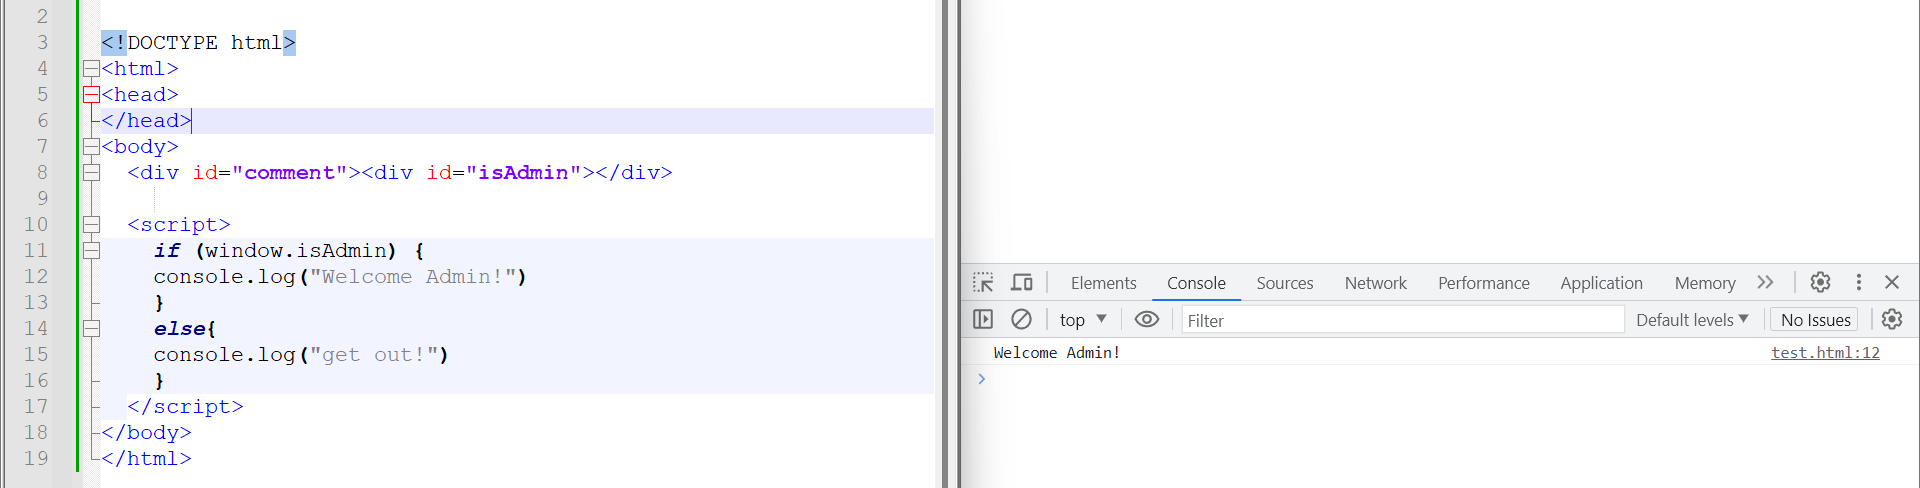 2
3 <!DOCTYPE html>
4 <html>
5 <head>
6 </head>
7 <body>
8 <div id="comment"><div id="isAdmin"></div>
9
10 <script>
11 if (window.isAdmin) {
12 console.log("Welcome Admin!")
13 }
14 else{
15 console.log("get out!")
16 }
17 </script>
18 </body>
19 </html>
Elements Console Sources Network Performance Application Memory
top Filter Default levels No Issues
Welcome Admin! test.html:12